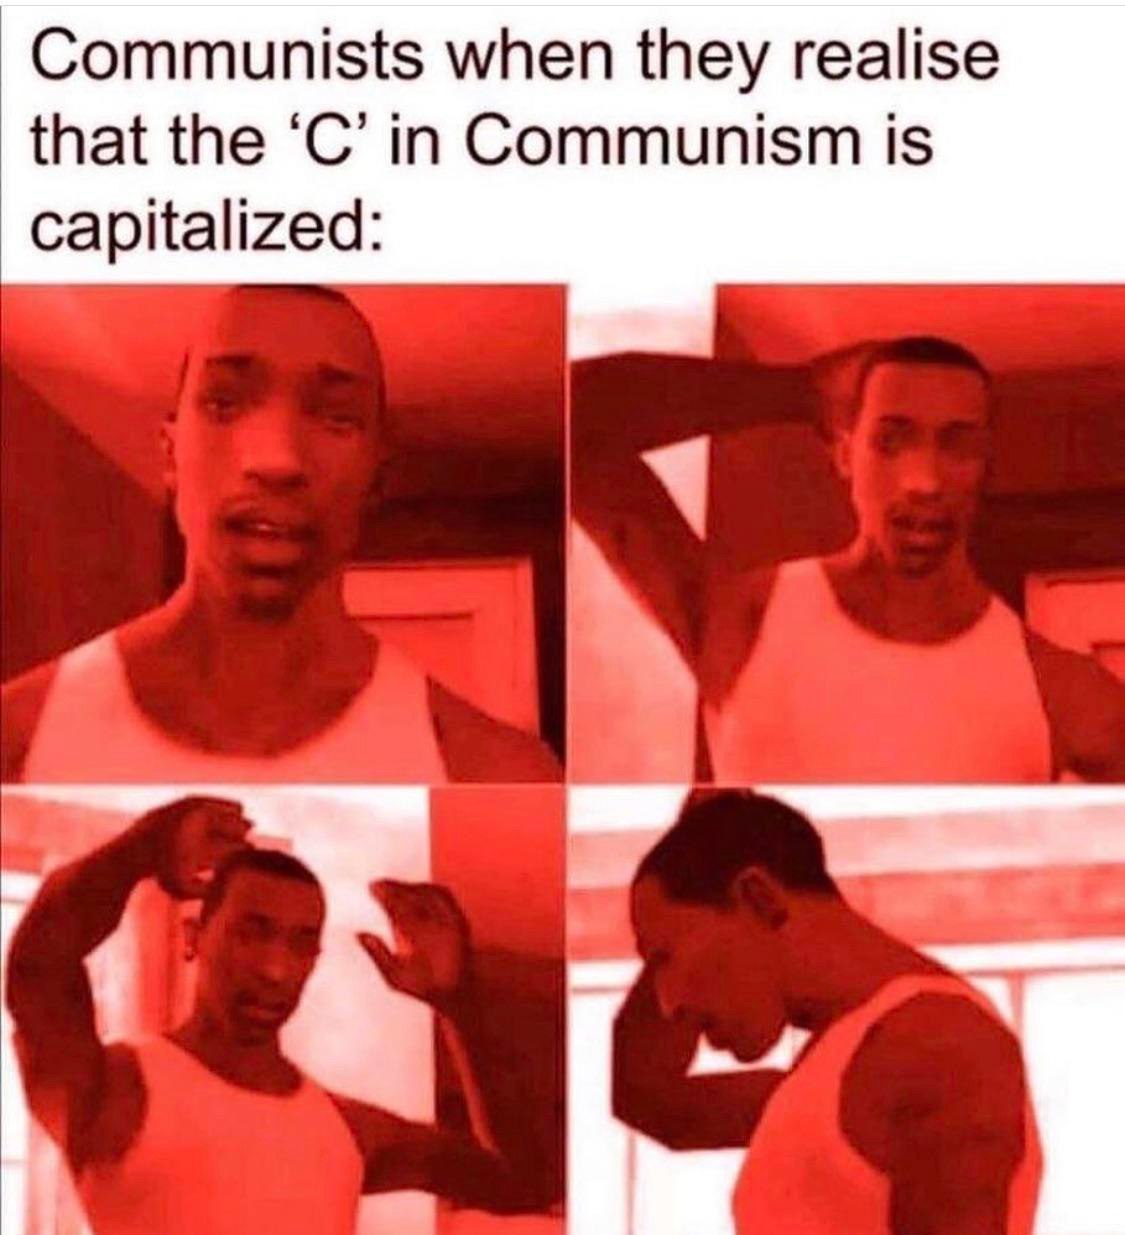 Communists when they realise
that the ‘C’ in Communism is
capitalized: